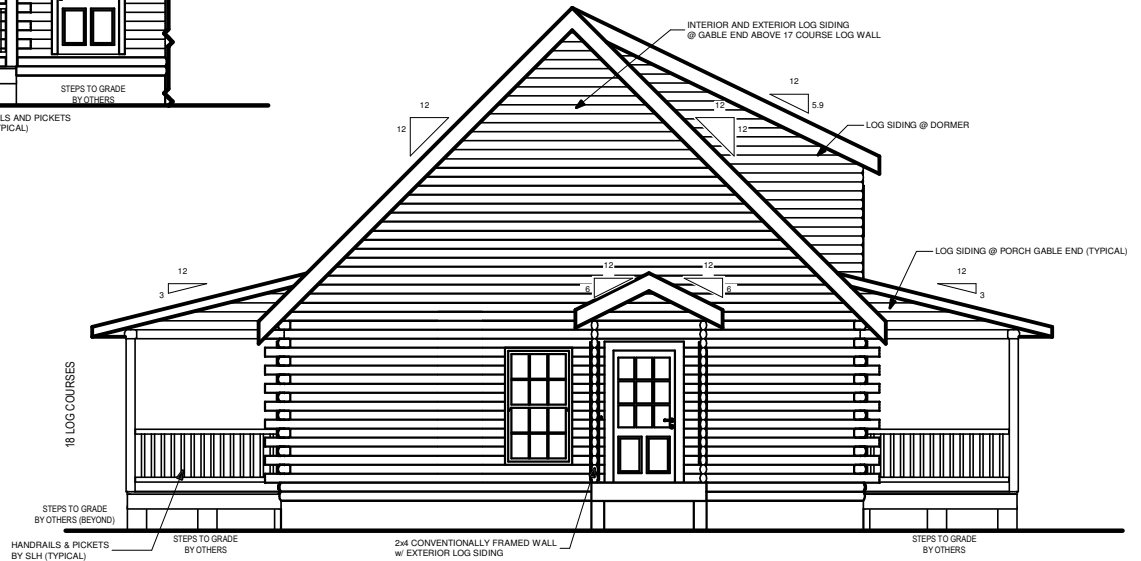 INTERIOR AND EXTERIOR LOG SIDING
@ GABLE END ABOVE 17 COURSE LOG WALL
STEPS TO GRADE
BY OTHERS
LS AND PICKETS
PICAL)
12
12
12
12
12
5.9
LOG SIDING @ DORMER
LOG SIDING @ PORCH GABLE END (TYPICAL)
12
3
12
6
12
6
12
3
18 LOG COURSES
STEPS TO GRADE
BY OTHERS (BEYOND)
HANDRAILS & PICKETS
BY SLH (TYPICAL)
STEPS TO GRADE
BY OTHERS
2x4 CONVENTIONALLY FRAMED WALL
w/ EXTERIOR LOG SIDING
STEPS TO GRADE
BY OTHERS